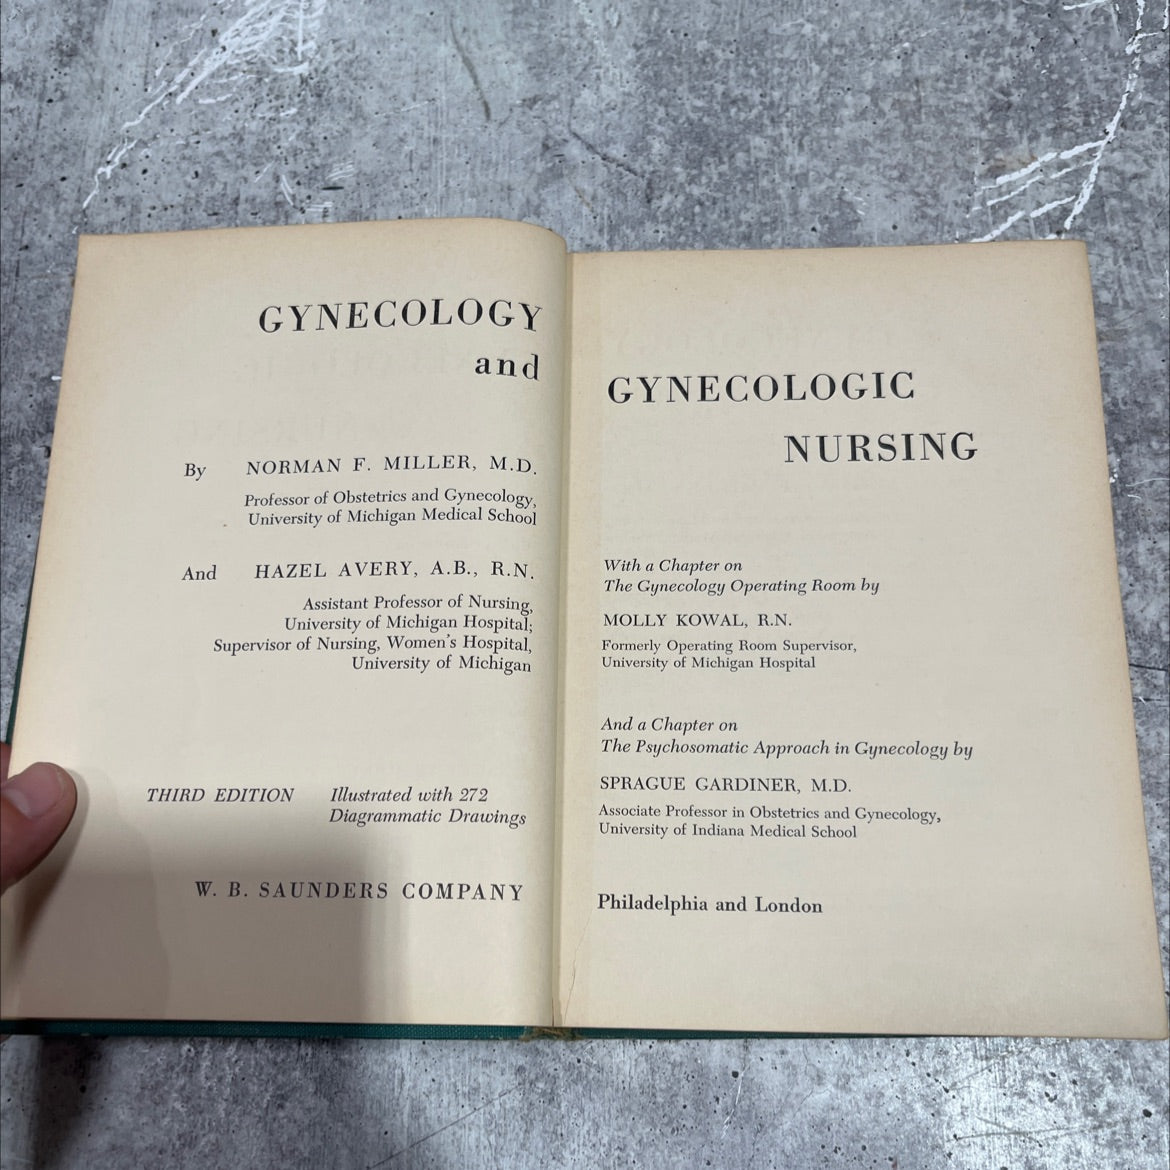 GYNECOLOGY
and
By NORMAN F. MILLER, M.D.
Professor of Obstetrics and Gynecology,
University of Michigan Medical School
And HAZEL AVERY, A.B., R.N.
Assistant Professor of Nursing,
University of Michigan Hospital;
Supervisor of Nursing, Women's Hospital,
University of Michigan
THIRD EDITION Illustrated with 272
Diagrammatic Drawings
W. B. SAUNDERS COMPANY
GYNECOLOGIC
NURSING
With a Chapter on
The Gynecology Operating Room by
MOLLY KOWAL, R.N.
Formerly Operating Room Supervisor,
University of Michigan Hospital
And a Chapter on
The Psychosomatic Approach in Gynecology by
SPRAGUE GARDINER, M.D.
Associate Professor in Obstetrics and Gynecology,
University of Indiana Medical School
Philadelphia and London